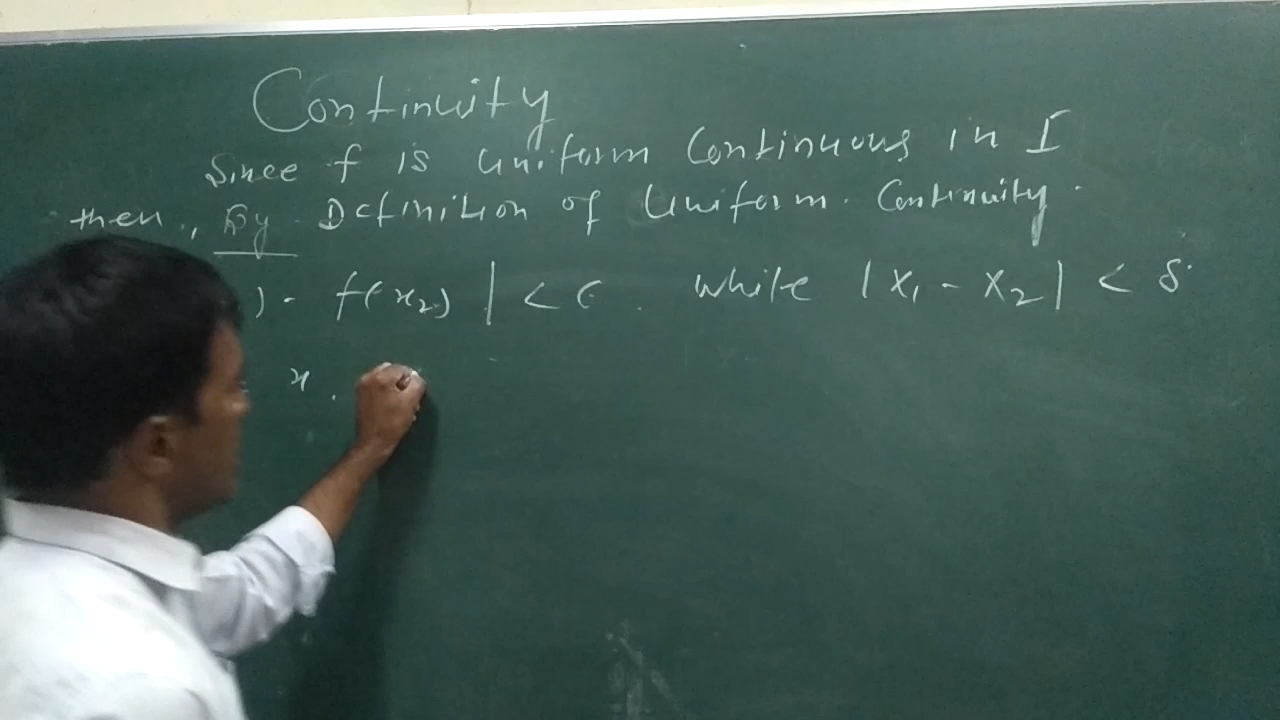 Continuity
Since f is uniform continuous in I
then, By Definition of Uniform. Continuity.
) - f(x₂) | < ε. while |x₁ - x₂| < δ
x.